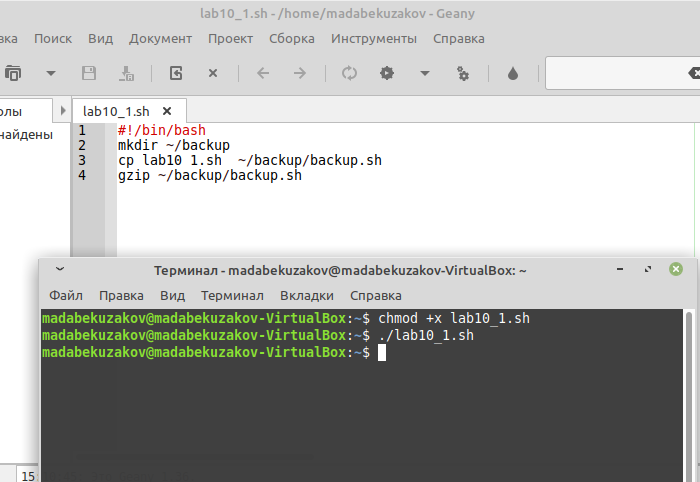 lab10_1.sh - /home/madabekuzakov - Geany
вка Поиск Вид Документ Проект Сборка Инструменты Справка
олы
lab10_1.sh
найдены
1 #!/bin/bash
2 mkdir ~/backup
3 cp lab10_1.sh  ~/backup/backup.sh
4 gzip ~/backup/backup.sh
Терминал - madabekuzakov@madabekuzakov-VirtualBox: ~
Файл Правка Вид Терминал Вкладки Справка
madabekuzakov@madabekuzakov-VirtualBox:~$ chmod +x lab10_1.sh
madabekuzakov@madabekuzakov-VirtualBox:~$ ./lab10_1.sh
madabekuzakov@madabekuzakov-VirtualBox:~$
15